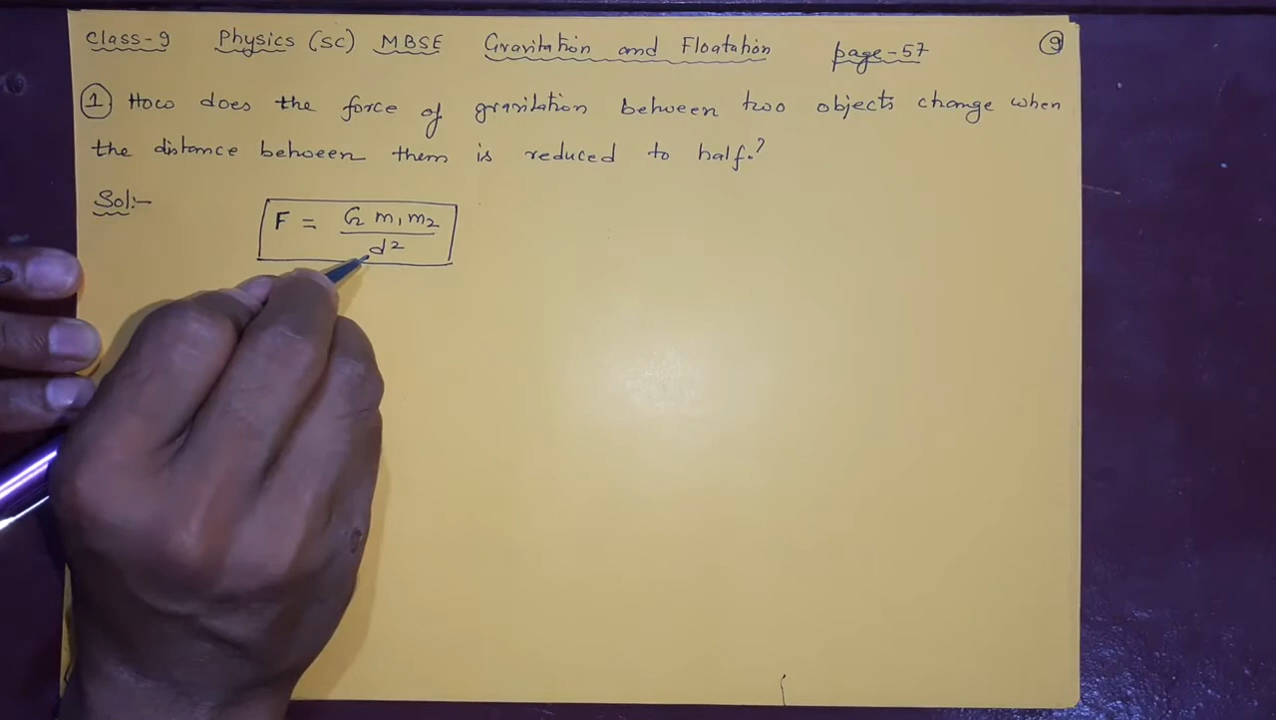 Class-9 Physics (SC) MBSE Gravitation and Floatation page-57 9
1 How does the force of gravitation between two objects change when
the distance between them is reduced to half.?
Sol:-
F = G m1 m2
d²